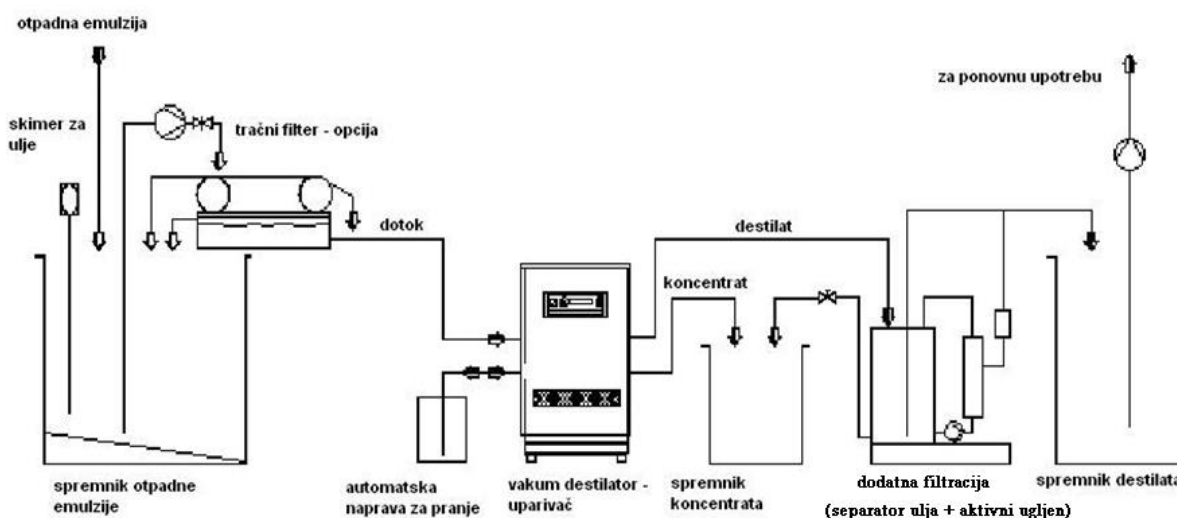 otpadna emulzija
skimer za
ulje
tračni filter - opcija
za ponovnu upotrebu
dotok
destilat
koncentrat
spremnik otpadne
emulzije
automatska
naprava za pranje
vakum destilator -
uparivač
spremnik
koncentrata
dodatna filtracija
(separator ulja + aktivni ugljen)
spremnik destilata